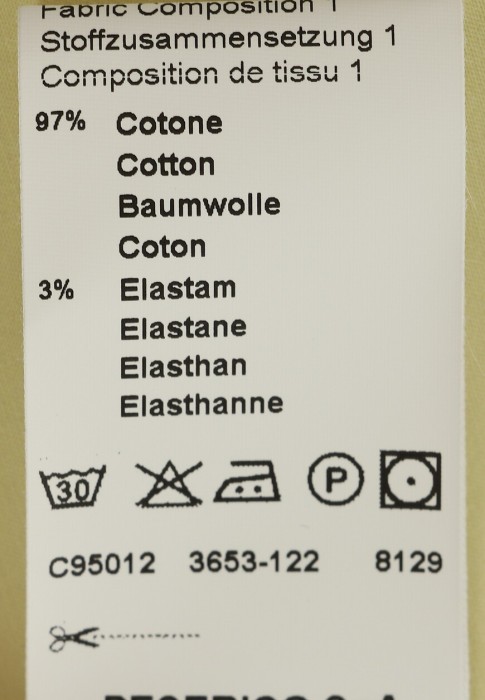 Fabric Composition 1
Stoffzusammensetzung 1
Composition de tissu 1
97% Cotone
Cotton
Baumwolle
Coton
3% Elastam
Elastane
Elasthan
Elasthanne
30 P
C95012 3653-122 8129